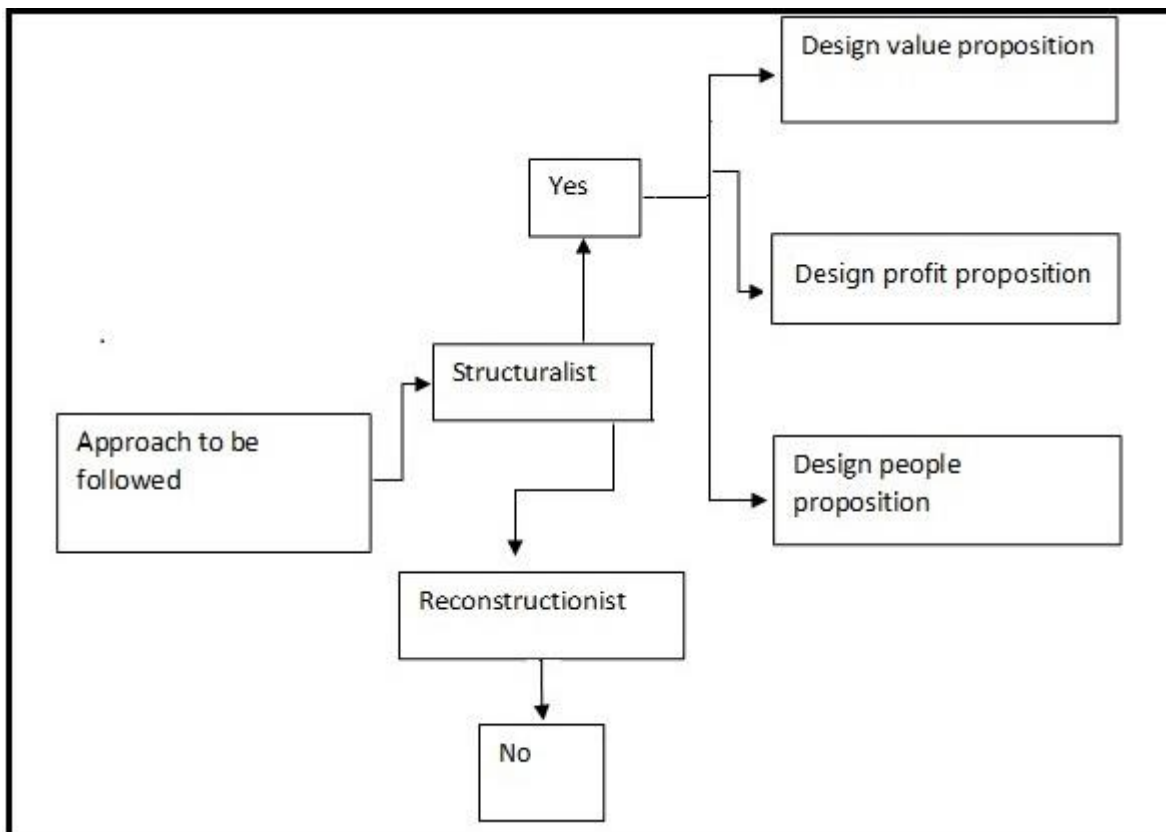 Design value proposition
Yes
Design profit proposition
Structuralist
Approach to be
followed
Design people
proposition
Reconstructionist
No